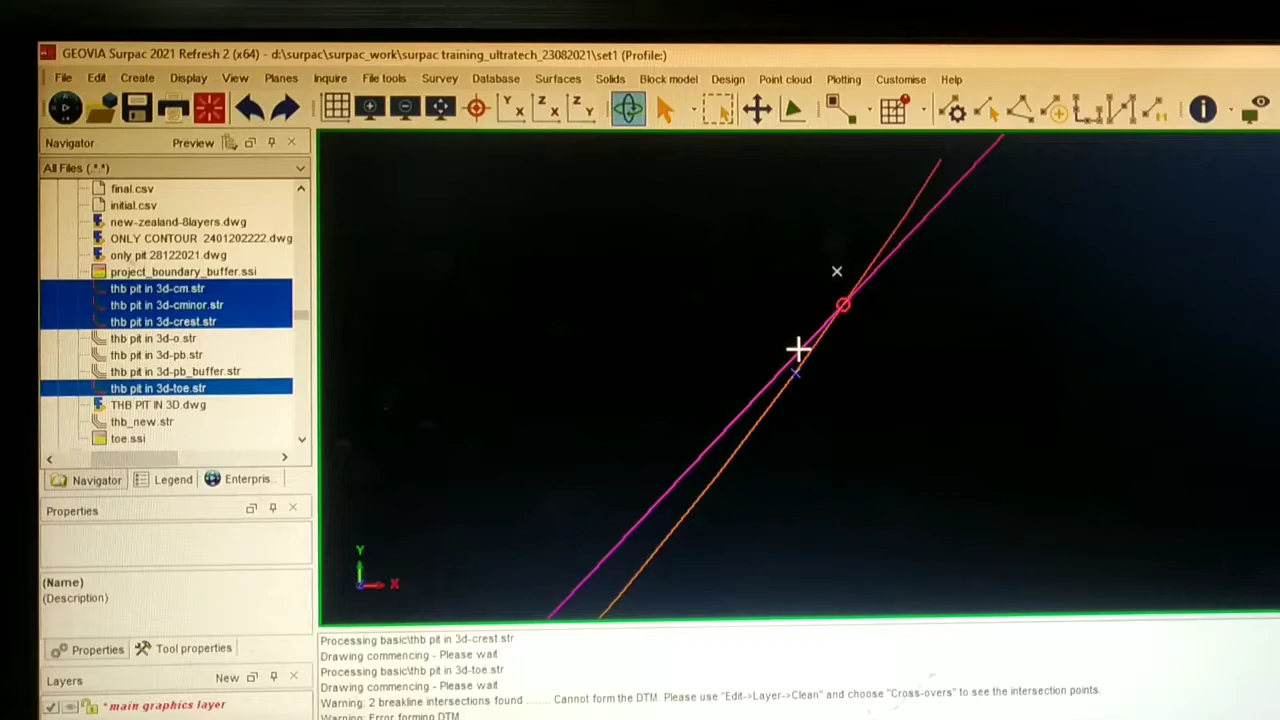 GEOVIA Surpac 2021 Refresh 2 (x64) - d:\surpac\surpac_work\surpac training_ultratech_23082021\set1 (Profile:)
File Edit Create Display View Planes Inquire File tools Survey Database Surfaces Solids Block model Design Point cloud Plotting Customise Help
Navigator Preview
All Files (*.*)
final.csv
initial.csv
new-zealand-8layers.dwg
ONLY CONTOUR 2401202222.dwg
only pit 28122021.dwg
project_boundary_buffer.ssi
thb pit in 3d-cm.str
thb pit in 3d-cminor.str
thb pit in 3d-crest.str
thb pit in 3d-o.str
thb pit in 3d-pb.str
thb pit in 3d-pb_buffer.str
thb pit in 3d-toe.str
THB PIT IN 3D.dwg
thb_new.str
toe.ssi
Navigator Legend Enterpris..
Properties
(Name)
(Description)
Properties Tool properties
Layers New
*main graphics layer
Y
X
Processing basic\thb pit in 3d-crest.str
Drawing commencing - Please wait
Processing basic\thb pit in 3d-toe.str
Drawing commencing - Please wait
Warning: 2 breakline intersections found ....... Cannot form the DTM. Please use "Edit->Layer->Clean" and choose "Cross-overs" to see the intersection points.
Warning: Error forming DTM